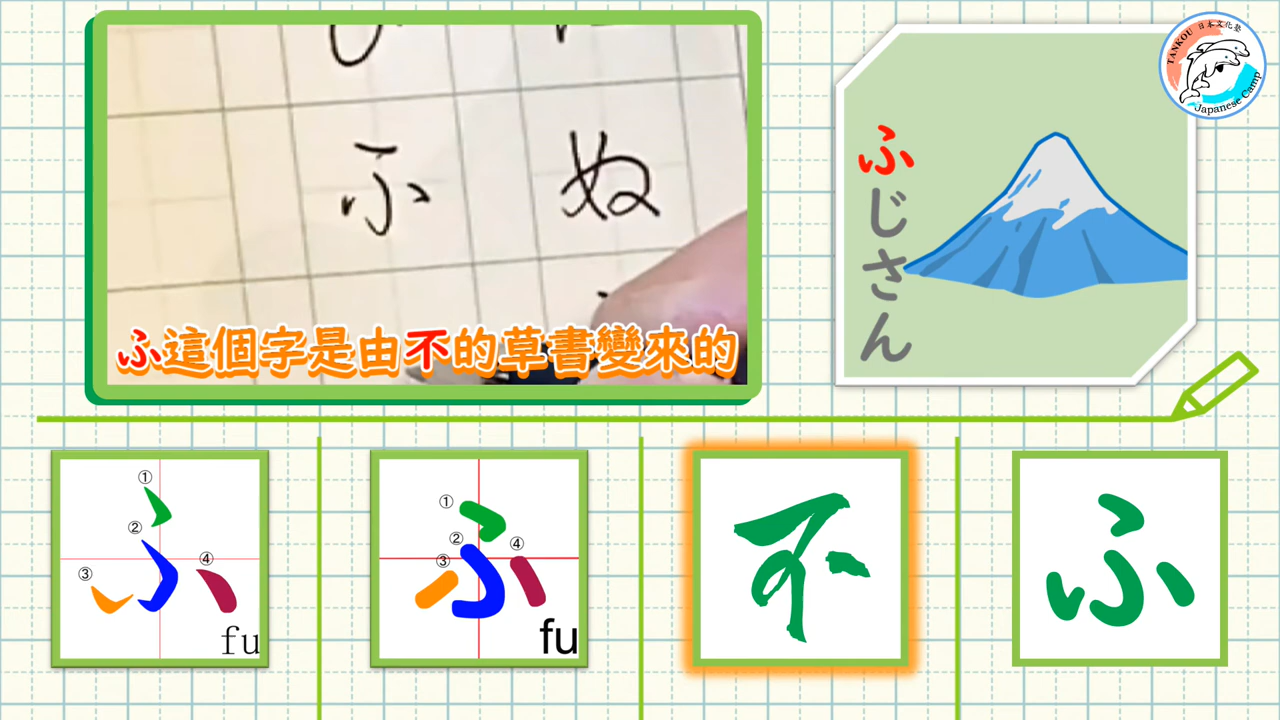 ふ ぬ
ふ這個字是由不的草書變來的
ふじさん
TANKOU 日本文化塾
Japanese Camp
① ② ③ ④
fu
① ② ③ ④
fu
不
ふ